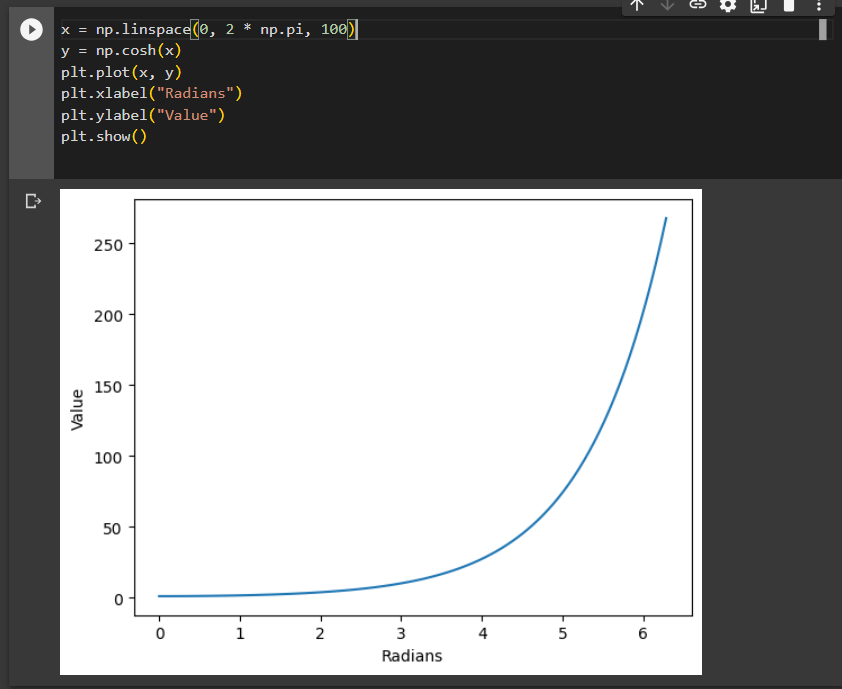 x = np.linspace(0, 2 * np.pi, 100)
y = np.cosh(x)
plt.plot(x, y)
plt.xlabel("Radians")
plt.ylabel("Value")
plt.show()
250
200
150
100
50
0
Value
0 1 2 3 4 5 6
Radians